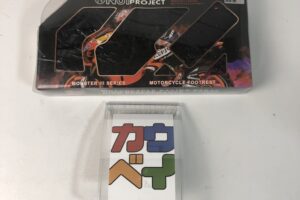 PROJECT
MONSTER III SERIES
MOTORCYCLE FOOTREST
カウ
ベイ